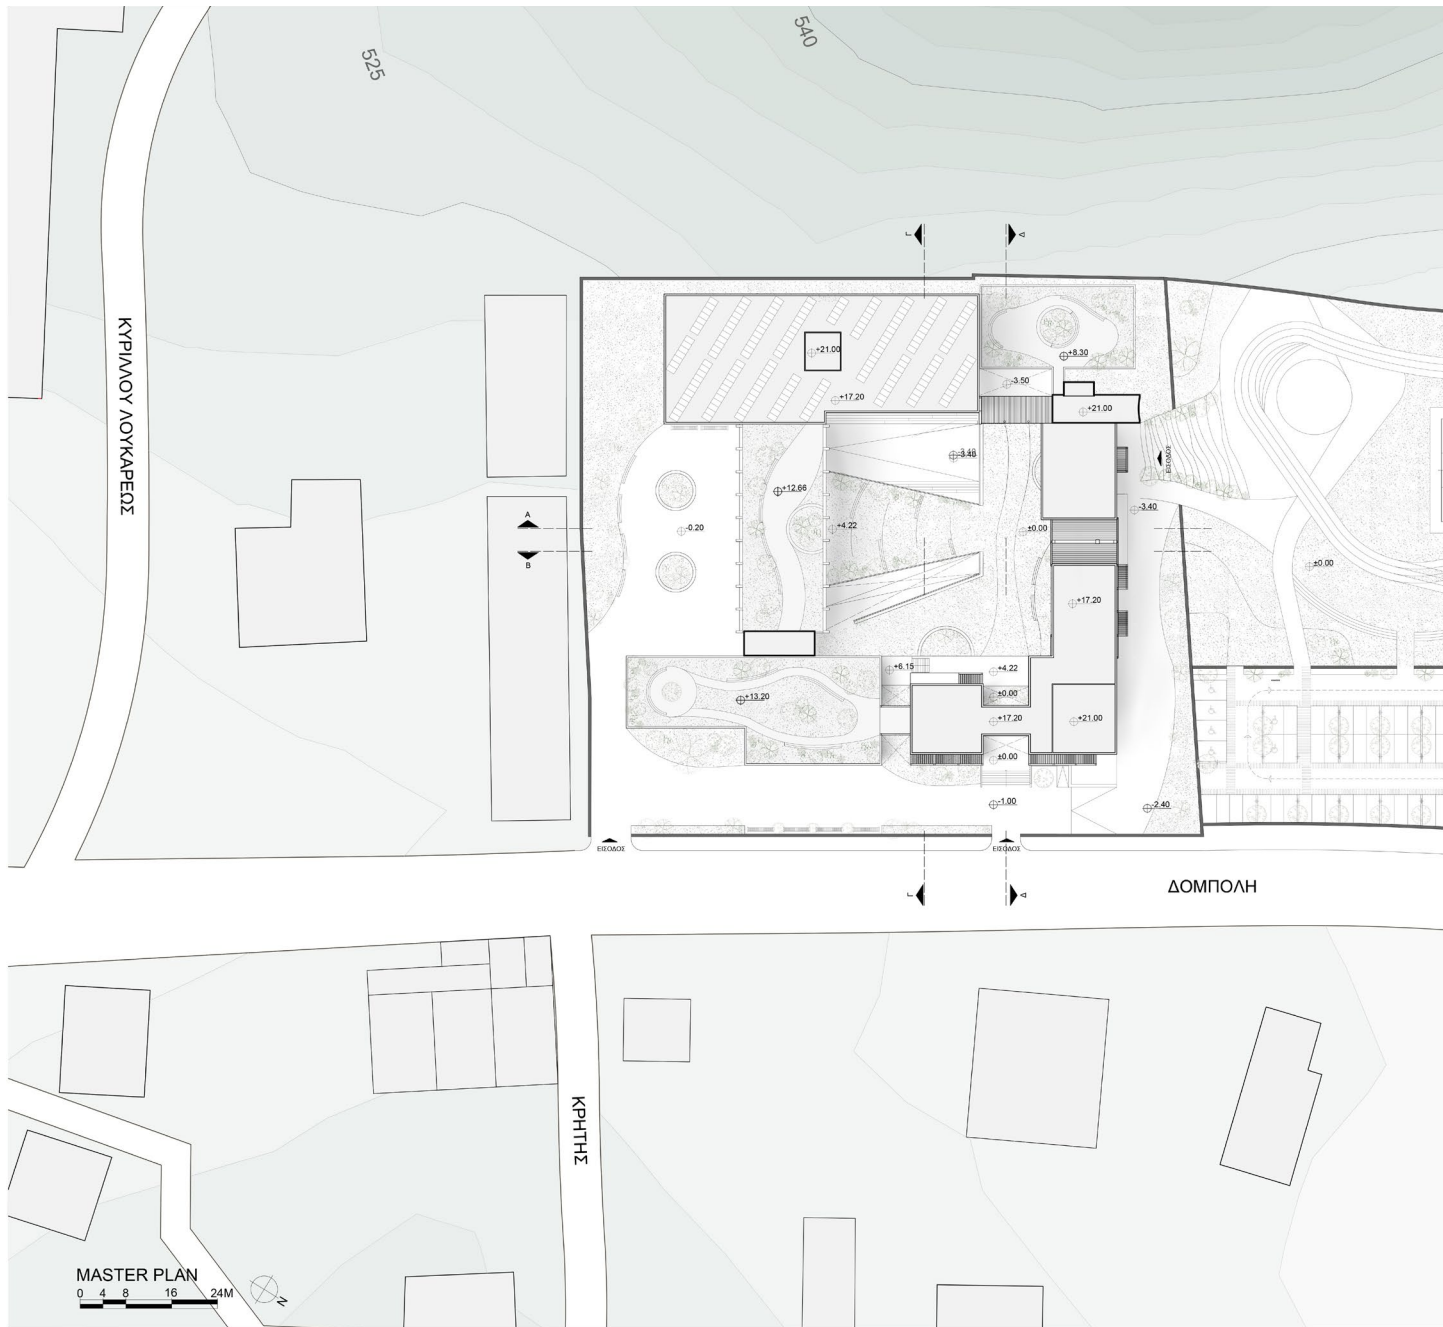 540
525
Γ
Δ
+21.00
+8.30
-3.50
+17.20
+21.00
ΚΥΡΙΛΛΟΥ ΛΟΥΚΑΡΕΩΣ
-3.40
ΕΙΣΟΔΟΣ
+12.66
-3.40
A
-0.20
+4.22
±0.00
B
±0.00
+17.20
+6.15
+4.22
+13.20
±0.00
+17.20
+21.00
±0.00
-1.00
-2.40
ΕΙΣΟΔΟΣ
ΕΙΣΟΔΟΣ
ΔΟΜΠΟΛΗ
Γ
Δ
ΚΡΗΤΗΣ
MASTER PLAN
0 4 8 16 24M
N